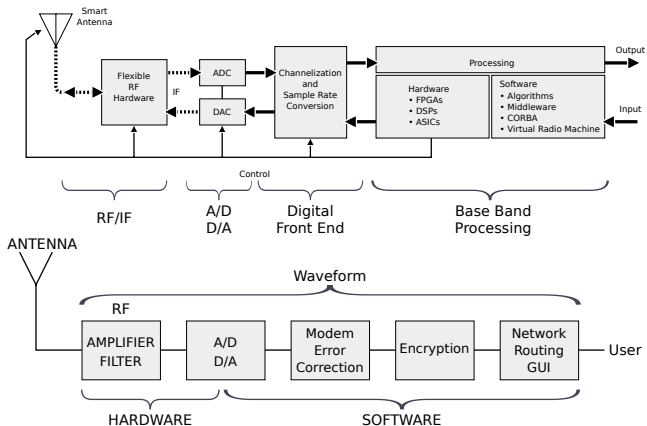 Smart
Antenna
Flexible
RF
Hardware
IF
ADC
DAC
Channelization
and
Sample Rate
Conversion
Processing
Hardware
• FPGAs
• DSPs
• ASICs
Software
• Algorithms
• Middleware
• CORBA
• Virtual Radio Machine
Output
Input
Control
RF/IF
A/D
D/A
Digital
Front End
Base Band
Processing
ANTENNA
Waveform
RF
AMPLIFIER
FILTER
A/D
D/A
Modem
Error
Correction
Encryption
Network
Routing
GUI
User
HARDWARE
SOFTWARE